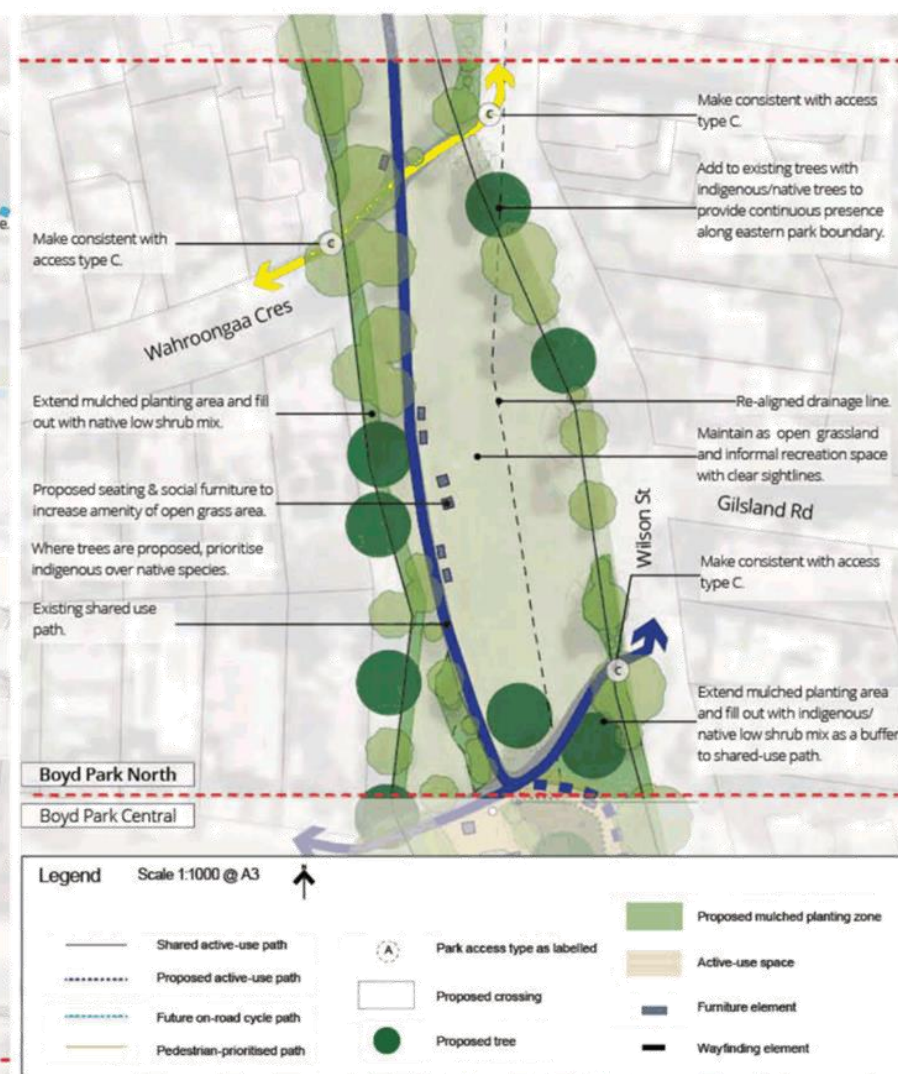 e.
Make consistent with access
type C.
Add to existing trees with
indigenous/native trees to
provide continuous presence
along eastern park boundary.
C
C
Make consistent with
access type C.
Wahroongaa Cres
Extend mulched planting area and fill
out with native low shrub mix.
Re-aligned drainage line.
Maintain as open grassland
and informal recreation space
with clear sightlines.
Proposed seating & social furniture to
increase amenity of open grass area.
Gilsland Rd
Wilson St
Where trees are proposed, prioritise
indigenous over native species.
Make consistent with access
type C.
Existing shared use
path.
C
Extend mulched planting area
and fill out with indigenous/
native low shrub mix as a buffer
to shared-use path.
Boyd Park North
Boyd Park Central
Legend
Scale 1:1000 @ A3
Shared active-use path
Proposed active-use path
Future on-road cycle path
Pedestrian-prioritised path
A
Park access type as labelled
Proposed crossing
Proposed tree
Proposed mulched planting zone
Active-use space
Furniture element
Wayfinding element